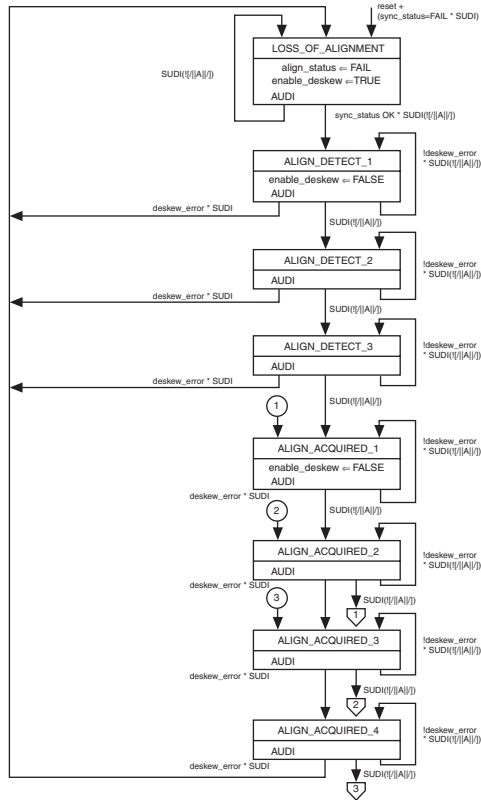 reset +
(sync_status=FAIL * SUDI)
LOSS_OF_ALIGNMENT
align_status ⇐ FAIL
enable_deskew ⇐TRUE
AUDI
SUDI(![/||A||/])
sync_status OK * SUDI(![/||A||/])
ALIGN_DETECT_1
enable_deskew ⇐ FALSE
AUDI
!deskew_error
* SUDI(![/||A||/])
deskew_error * SUDI
SUDI(![/||A||/])
ALIGN_DETECT_2
AUDI
!deskew_error
* SUDI(![/||A||/])
deskew_error * SUDI
SUDI(![/||A||/])
ALIGN_DETECT_3
AUDI
!deskew_error
* SUDI(![/||A||/])
deskew_error * SUDI
SUDI(![/||A||/])
1
ALIGN_ACQUIRED_1
enable_deskew ⇐ FALSE
AUDI
!deskew_error
* SUDI(![/||A||/])
deskew_error * SUDI
SUDI(![/||A||/])
2
ALIGN_ACQUIRED_2
AUDI
!deskew_error
* SUDI(![/||A||/])
deskew_error * SUDI
SUDI(![/||A||/])
1
3
ALIGN_ACQUIRED_3
AUDI
!deskew_error
* SUDI(![/||A||/])
deskew_error * SUDI
SUDI(![/||A||/])
2
ALIGN_ACQUIRED_4
AUDI
!deskew_error
* SUDI(![/||A||/])
deskew_error * SUDI
SUDI(![/||A||/])
3